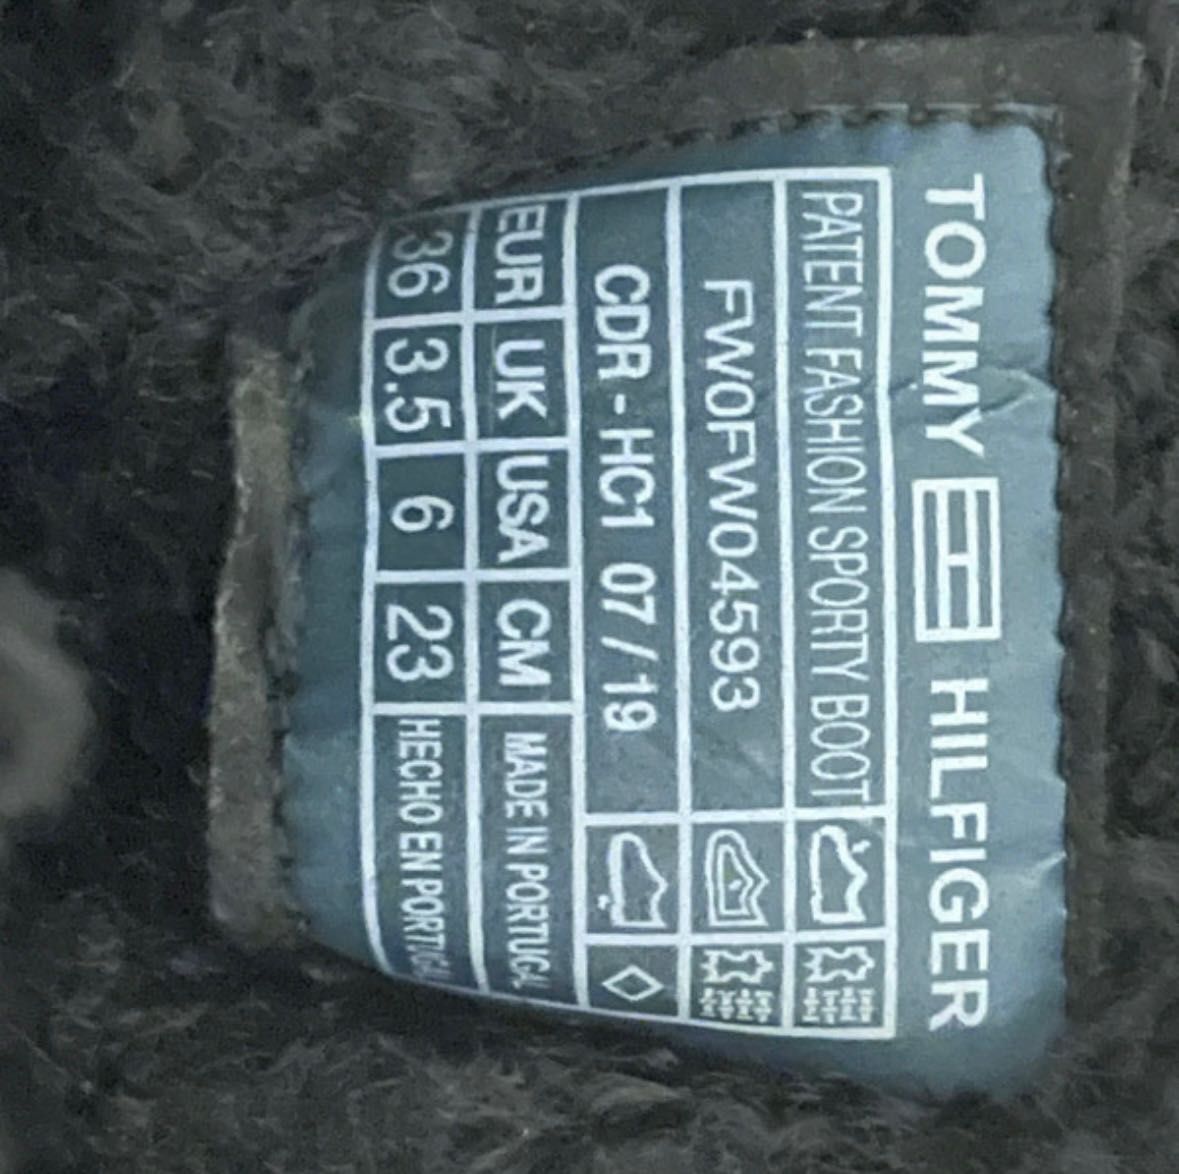 TOMMY HILFIGER
PATENT FASHION SPORTY BOOT
FW0FW04593
CDR - HC1 07 / 19
EUR UK USA CM MADE IN PORTUGAL
36 3.5 6 23 HECHO EN PORTUGAL